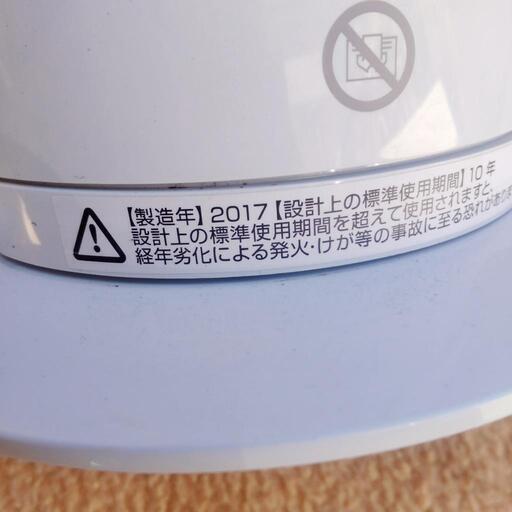 【製造年】2017【設計上の標準使用期間】10年
設計上の標準使用期間を超えて使用されますと、
経年劣化による発火・けが等の事故に至る恐れがあり